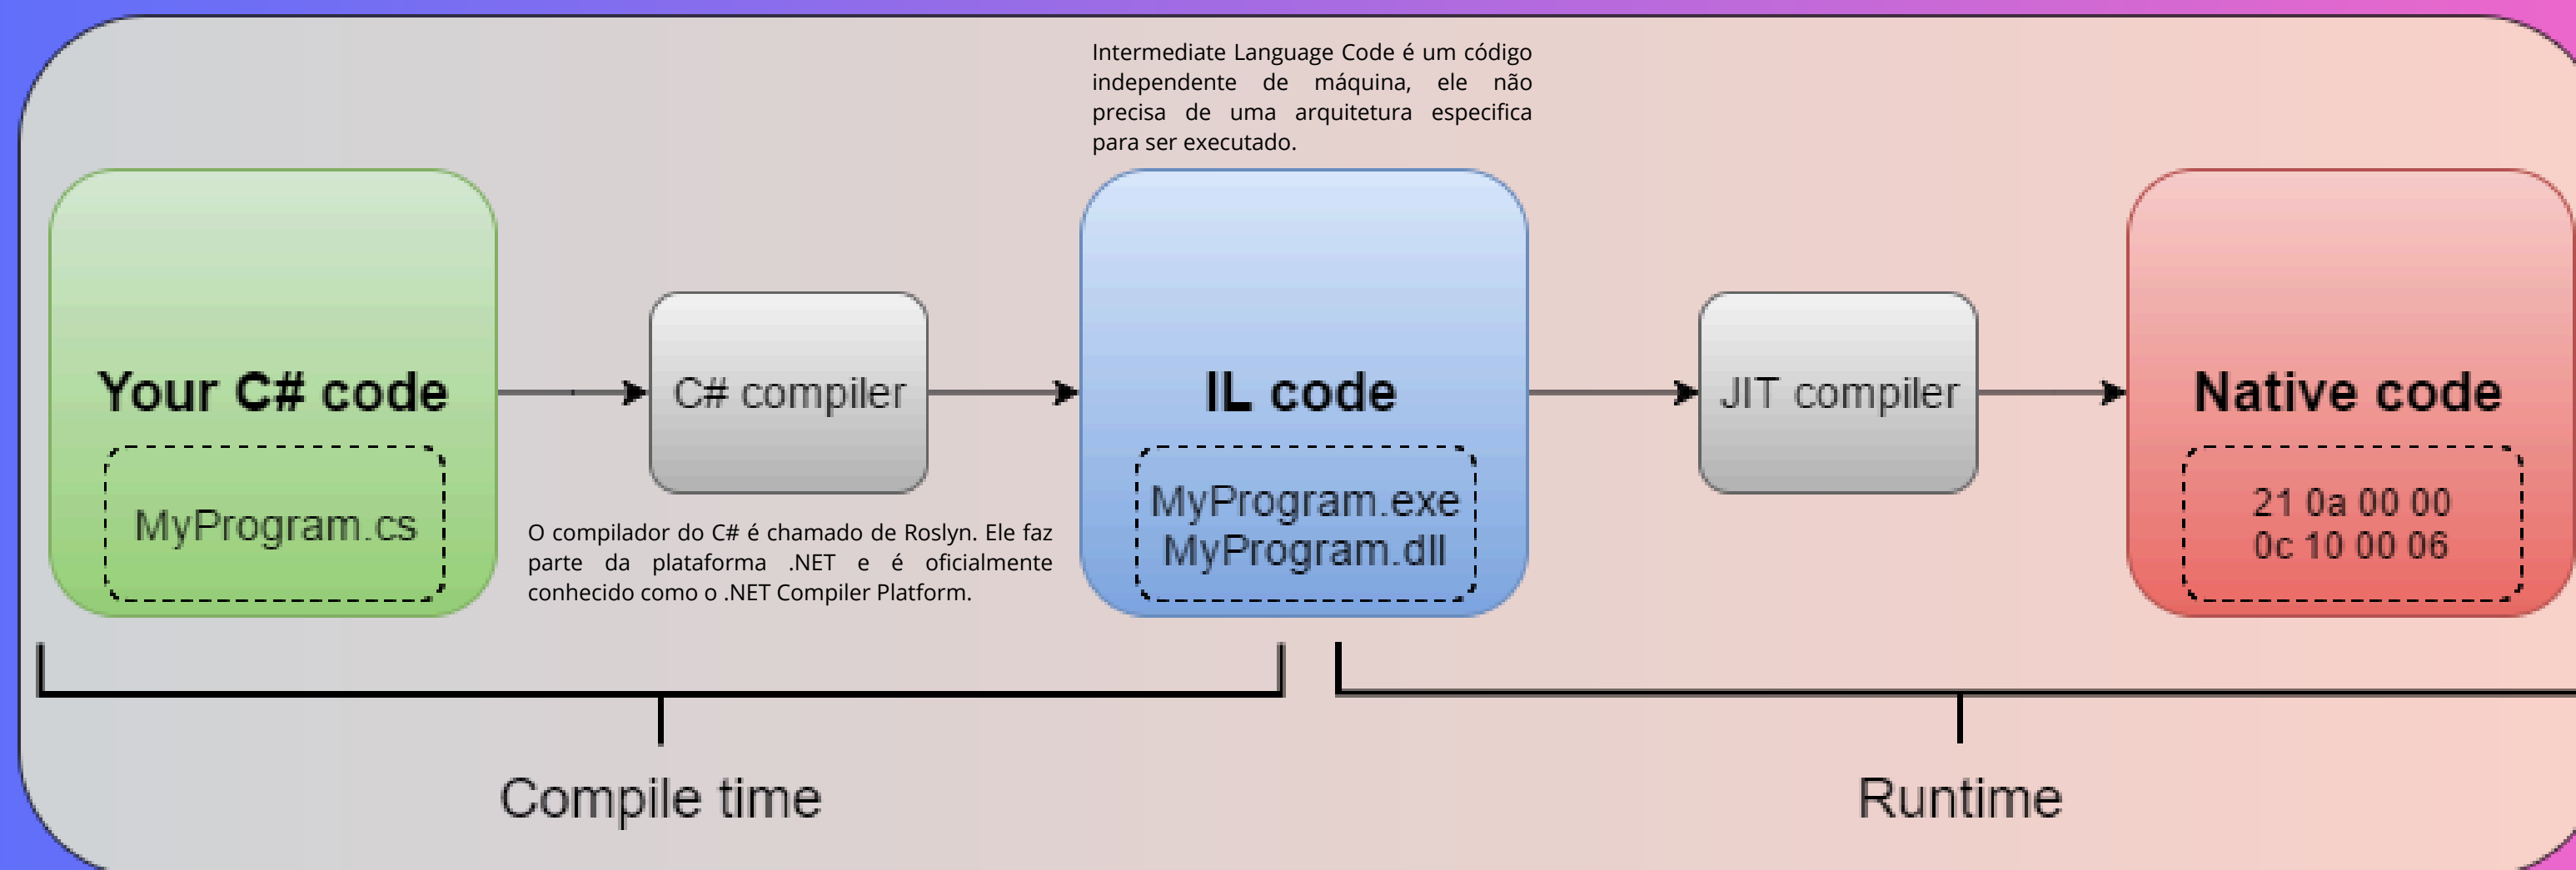 Intermediate Language Code é um código
independente de máquina, ele não
precisa de uma arquitetura especifica
para ser executado.
Your C# code
MyProgram.cs
C# compiler
O compilador do C# é chamado de Roslyn. Ele faz
parte da plataforma .NET e é oficialmente
conhecido como o .NET Compiler Platform.
IL code
MyProgram.exe
MyProgram.dll
JIT compiler
Native code
21 0a 00 00
0c 10 00 06
Compile time
Runtime